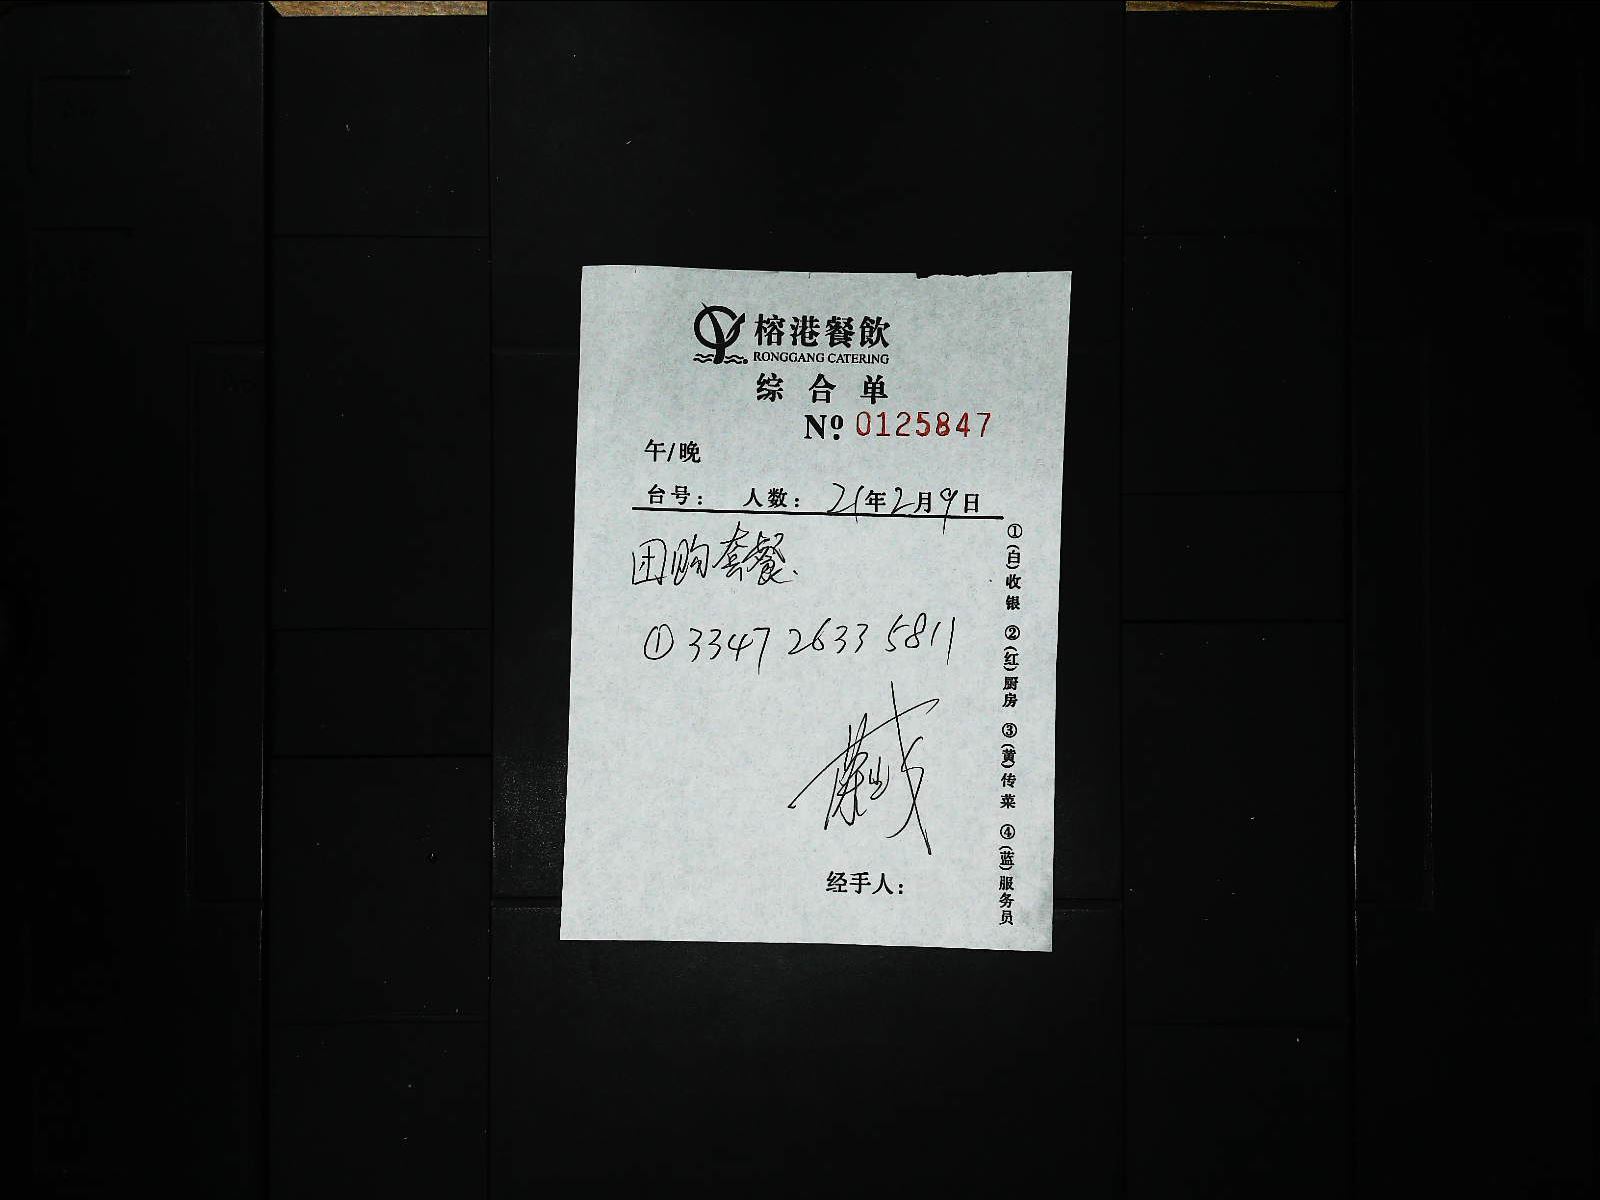 榕港餐飲
RONGGANG CATERING
综合单
Nº 0125847
午/晚
台号： 人数： 21年2月9日
团购套餐.
① 3347 2633 5811
经手人：
①(白)收银 ②(红)厨房 ③(黄)传菜 ④(蓝)服务员